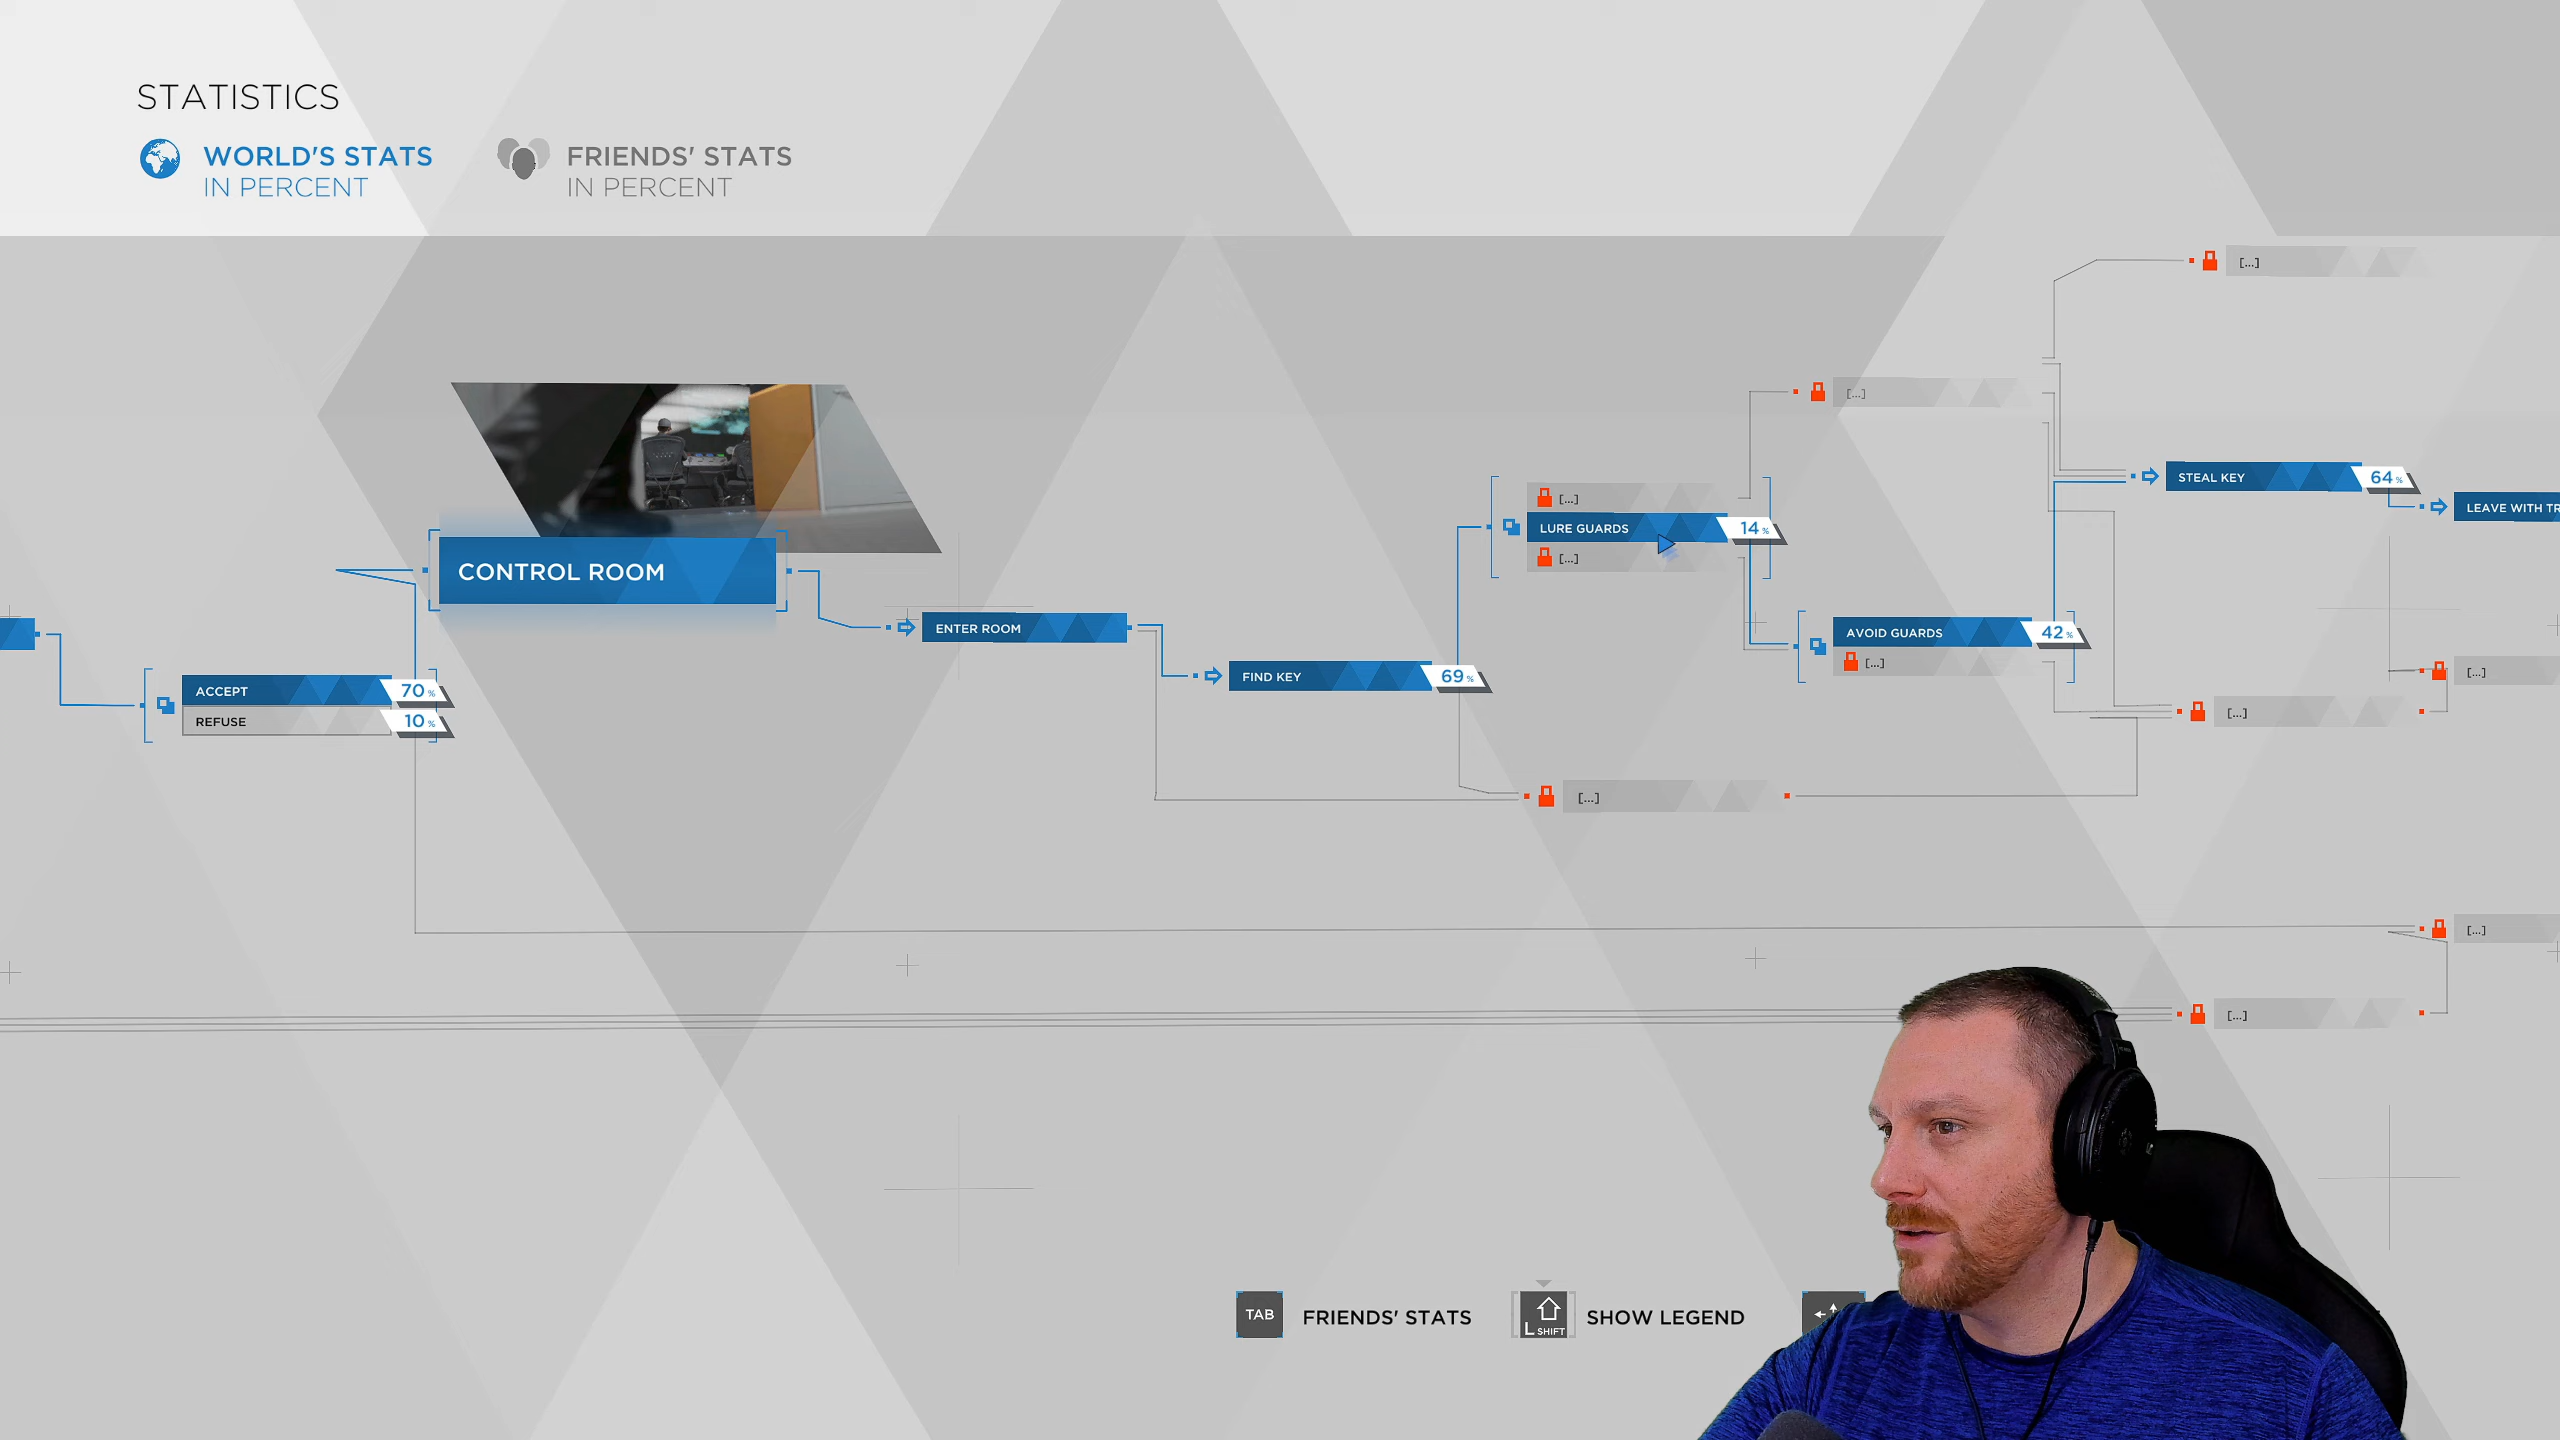 STATISTICS
WORLD'S STATS
IN PERCENT
FRIENDS' STATS
IN PERCENT
[...]
[...]
STEAL KEY 64%
LEAVE WITH TR
[...]
LURE GUARDS 14%
[...]
CONTROL ROOM
ENTER ROOM
AVOID GUARDS 42%
[...]
FIND KEY 69%
[...]
ACCEPT 70%
REFUSE 10%
[...]
[...]
[...]
[...]
TAB FRIENDS' STATS
L SHIFT SHOW LEGEND